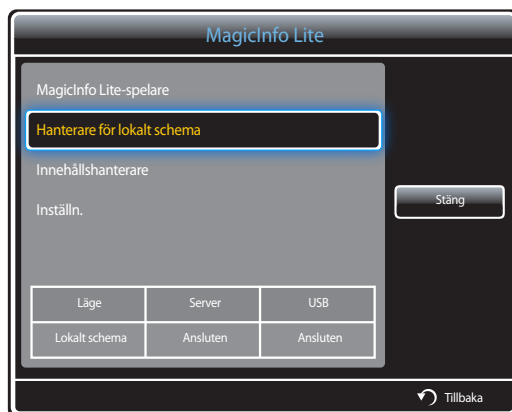 MagicInfo Lite
MagicInfo Lite-spelare
Hanterare för lokalt schema
Innehållshanterare
Inställn.
Stäng
Läge Server USB
Lokalt schema Ansluten Ansluten
Tillbaka